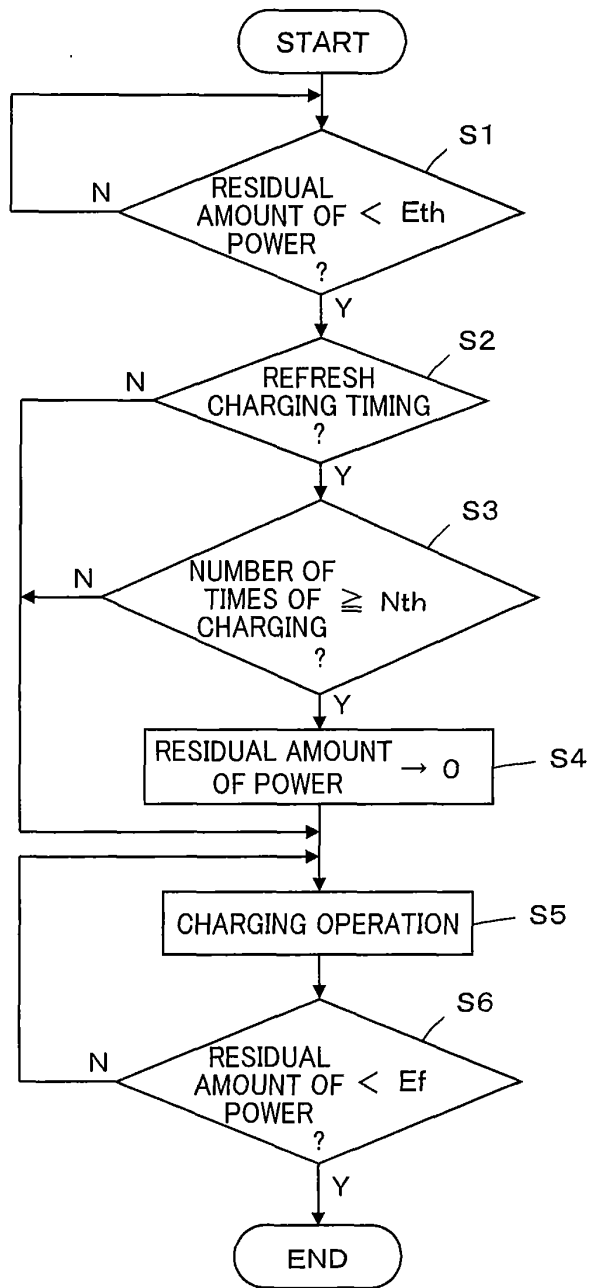 START
S1
N
RESIDUAL
AMOUNT OF < Eth
POWER
?
Y
S2
N
REFRESH
CHARGING TIMING
?
Y
S3
N
NUMBER OF
TIMES OF ≧ Nth
CHARGING
?
Y
RESIDUAL AMOUNT
OF POWER → 0
S4
CHARGING OPERATION
S5
S6
N
RESIDUAL
AMOUNT OF < Ef
POWER
?
Y
END